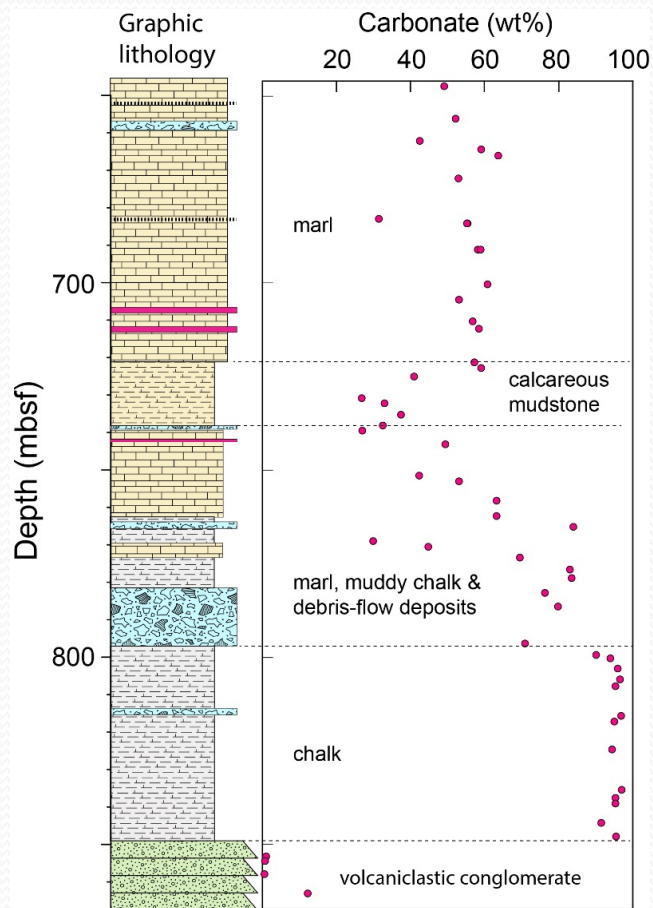 Graphic
lithology
Carbonate (wt%)
20 40 60 80 100
Depth (mbsf)
marl
700
calcareous
mudstone
marl, muddy chalk &
debris-flow deposits
800
chalk
volcaniclastic conglomerate